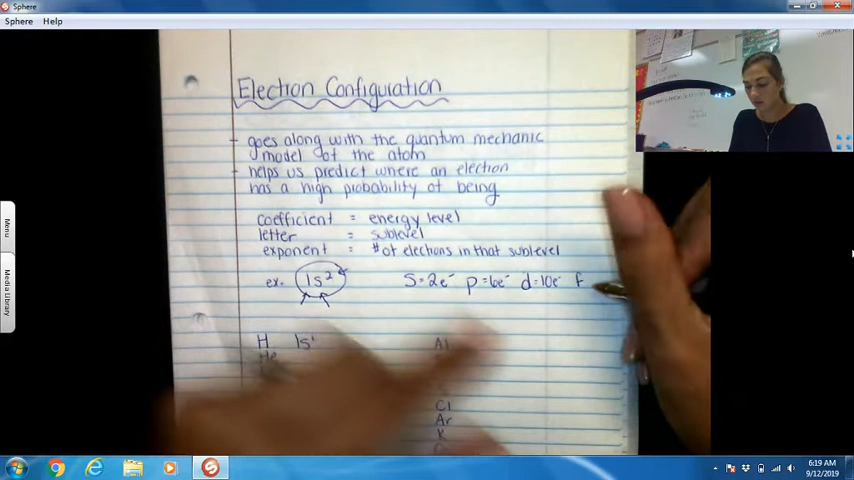 Sphere
Sphere Help
Electron Configuration
- goes along with the quantum mechanic
model of the atom
- helps us predict where an electron
has a high probability of being
coefficient = energy level
letter = sublevel
exponent = # of electrons in that sublevel
ex. 1s² s=2e⁻ p=6e⁻ d=10e⁻ f
H 1s¹ Al
He
Cl
Ar
K
Menu
Media Library
6:19 AM
9/12/2019